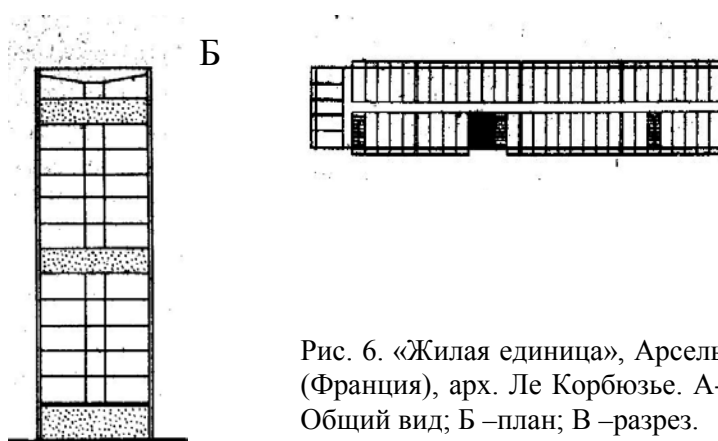 Б
Рис. 6. «Жилая единица», Арсель
(Франция), арх. Ле Корбюзье. А-
Общий вид; Б –план; В –разрез.